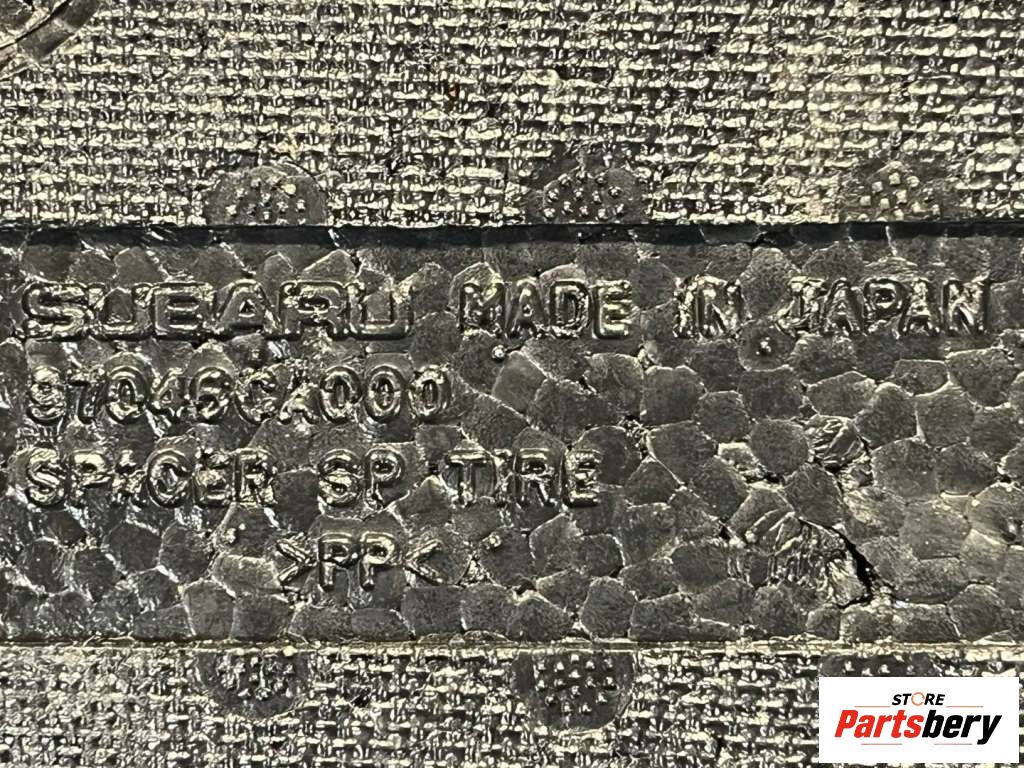 SUBARU MADE IN JAPAN
97046CA000
SPACER SP TIRE
>PP<
STORE
Partsbery